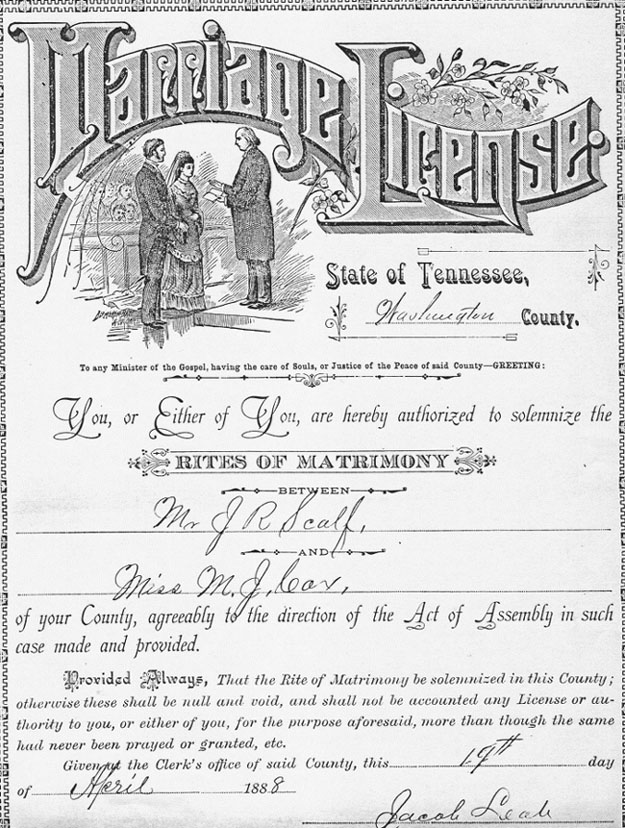 Marriage License.
State of Tennessee,
Washington County.
To any Minister of the Gospel, having the care of Souls, or Justice of the Peace of said County—GREETING:
You, or Either of You, are hereby authorized to solemnize the
RITES OF MATRIMONY
BETWEEN
Mr J R Scalf,
AND
Miss M. J. Cox,
of your County, agreeably to the direction of the Act of Assembly in such
case made and provided.
Provided Always, That the Rite of Matrimony be solemnized in this County;
otherwise these shall be null and void, and shall not be accounted any License or au-
thority to you, or either of you, for the purpose aforesaid, more than though the same
had never been prayed or granted, etc.
Given at the Clerk's office of said County, this 19th day
of April 1888
Jacob Leab